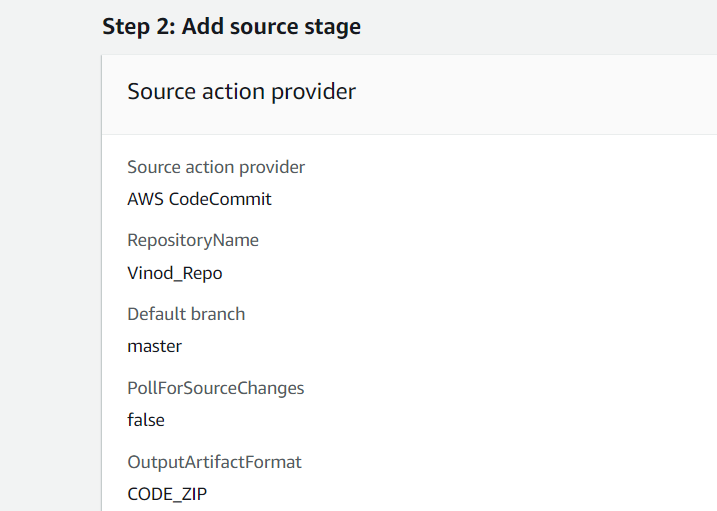 Step 2: Add source stage
Source action provider
Source action provider
AWS CodeCommit
RepositoryName
Vinod_Repo
Default branch
master
PollForSourceChanges
false
OutputArtifactFormat
CODE_ZIP